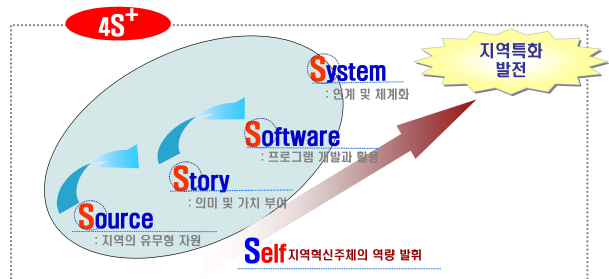 4S+
지역특화
발전
System
: 연계 및 체계화
Software
: 프로그램 개발과 활용
Story
: 의미 및 가치 부여
Source
: 지역의 유무형 자원
Self 지역혁신주체의 역량 발휘